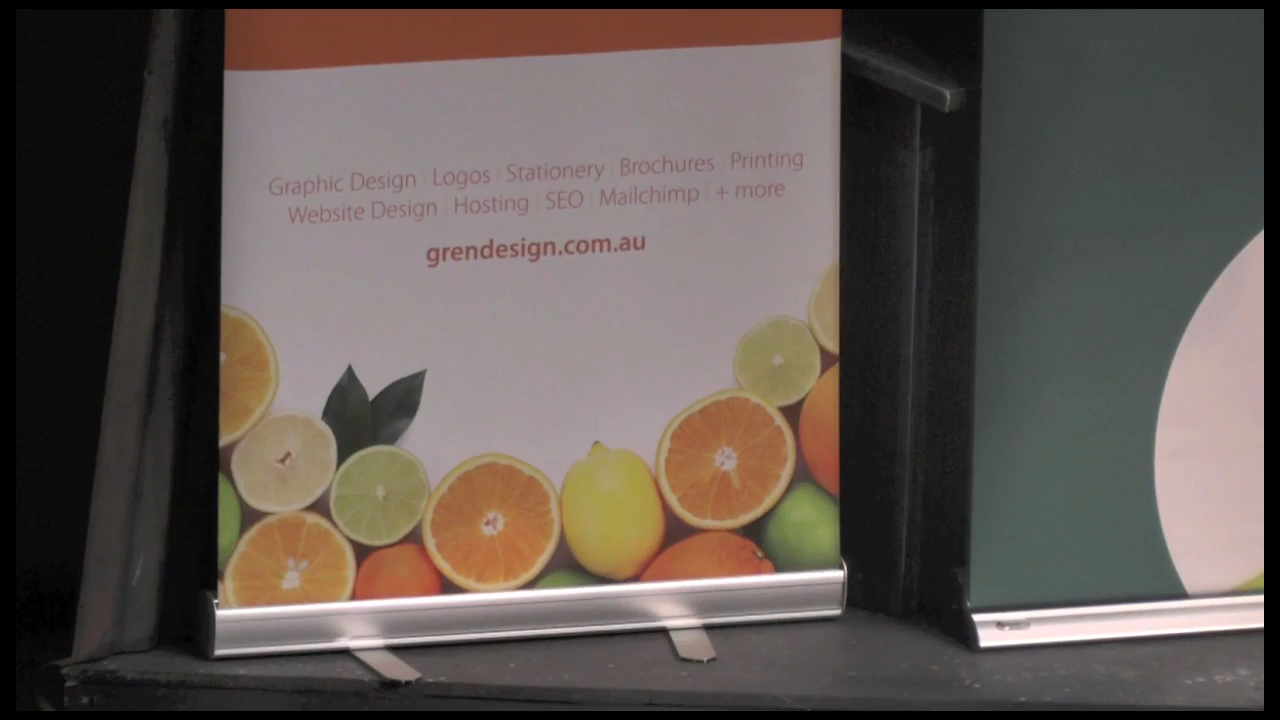 Graphic Design | Logos | Stationery | Brochures | Printing
Website Design | Hosting | SEO | Mailchimp | + more
grendesign.com.au